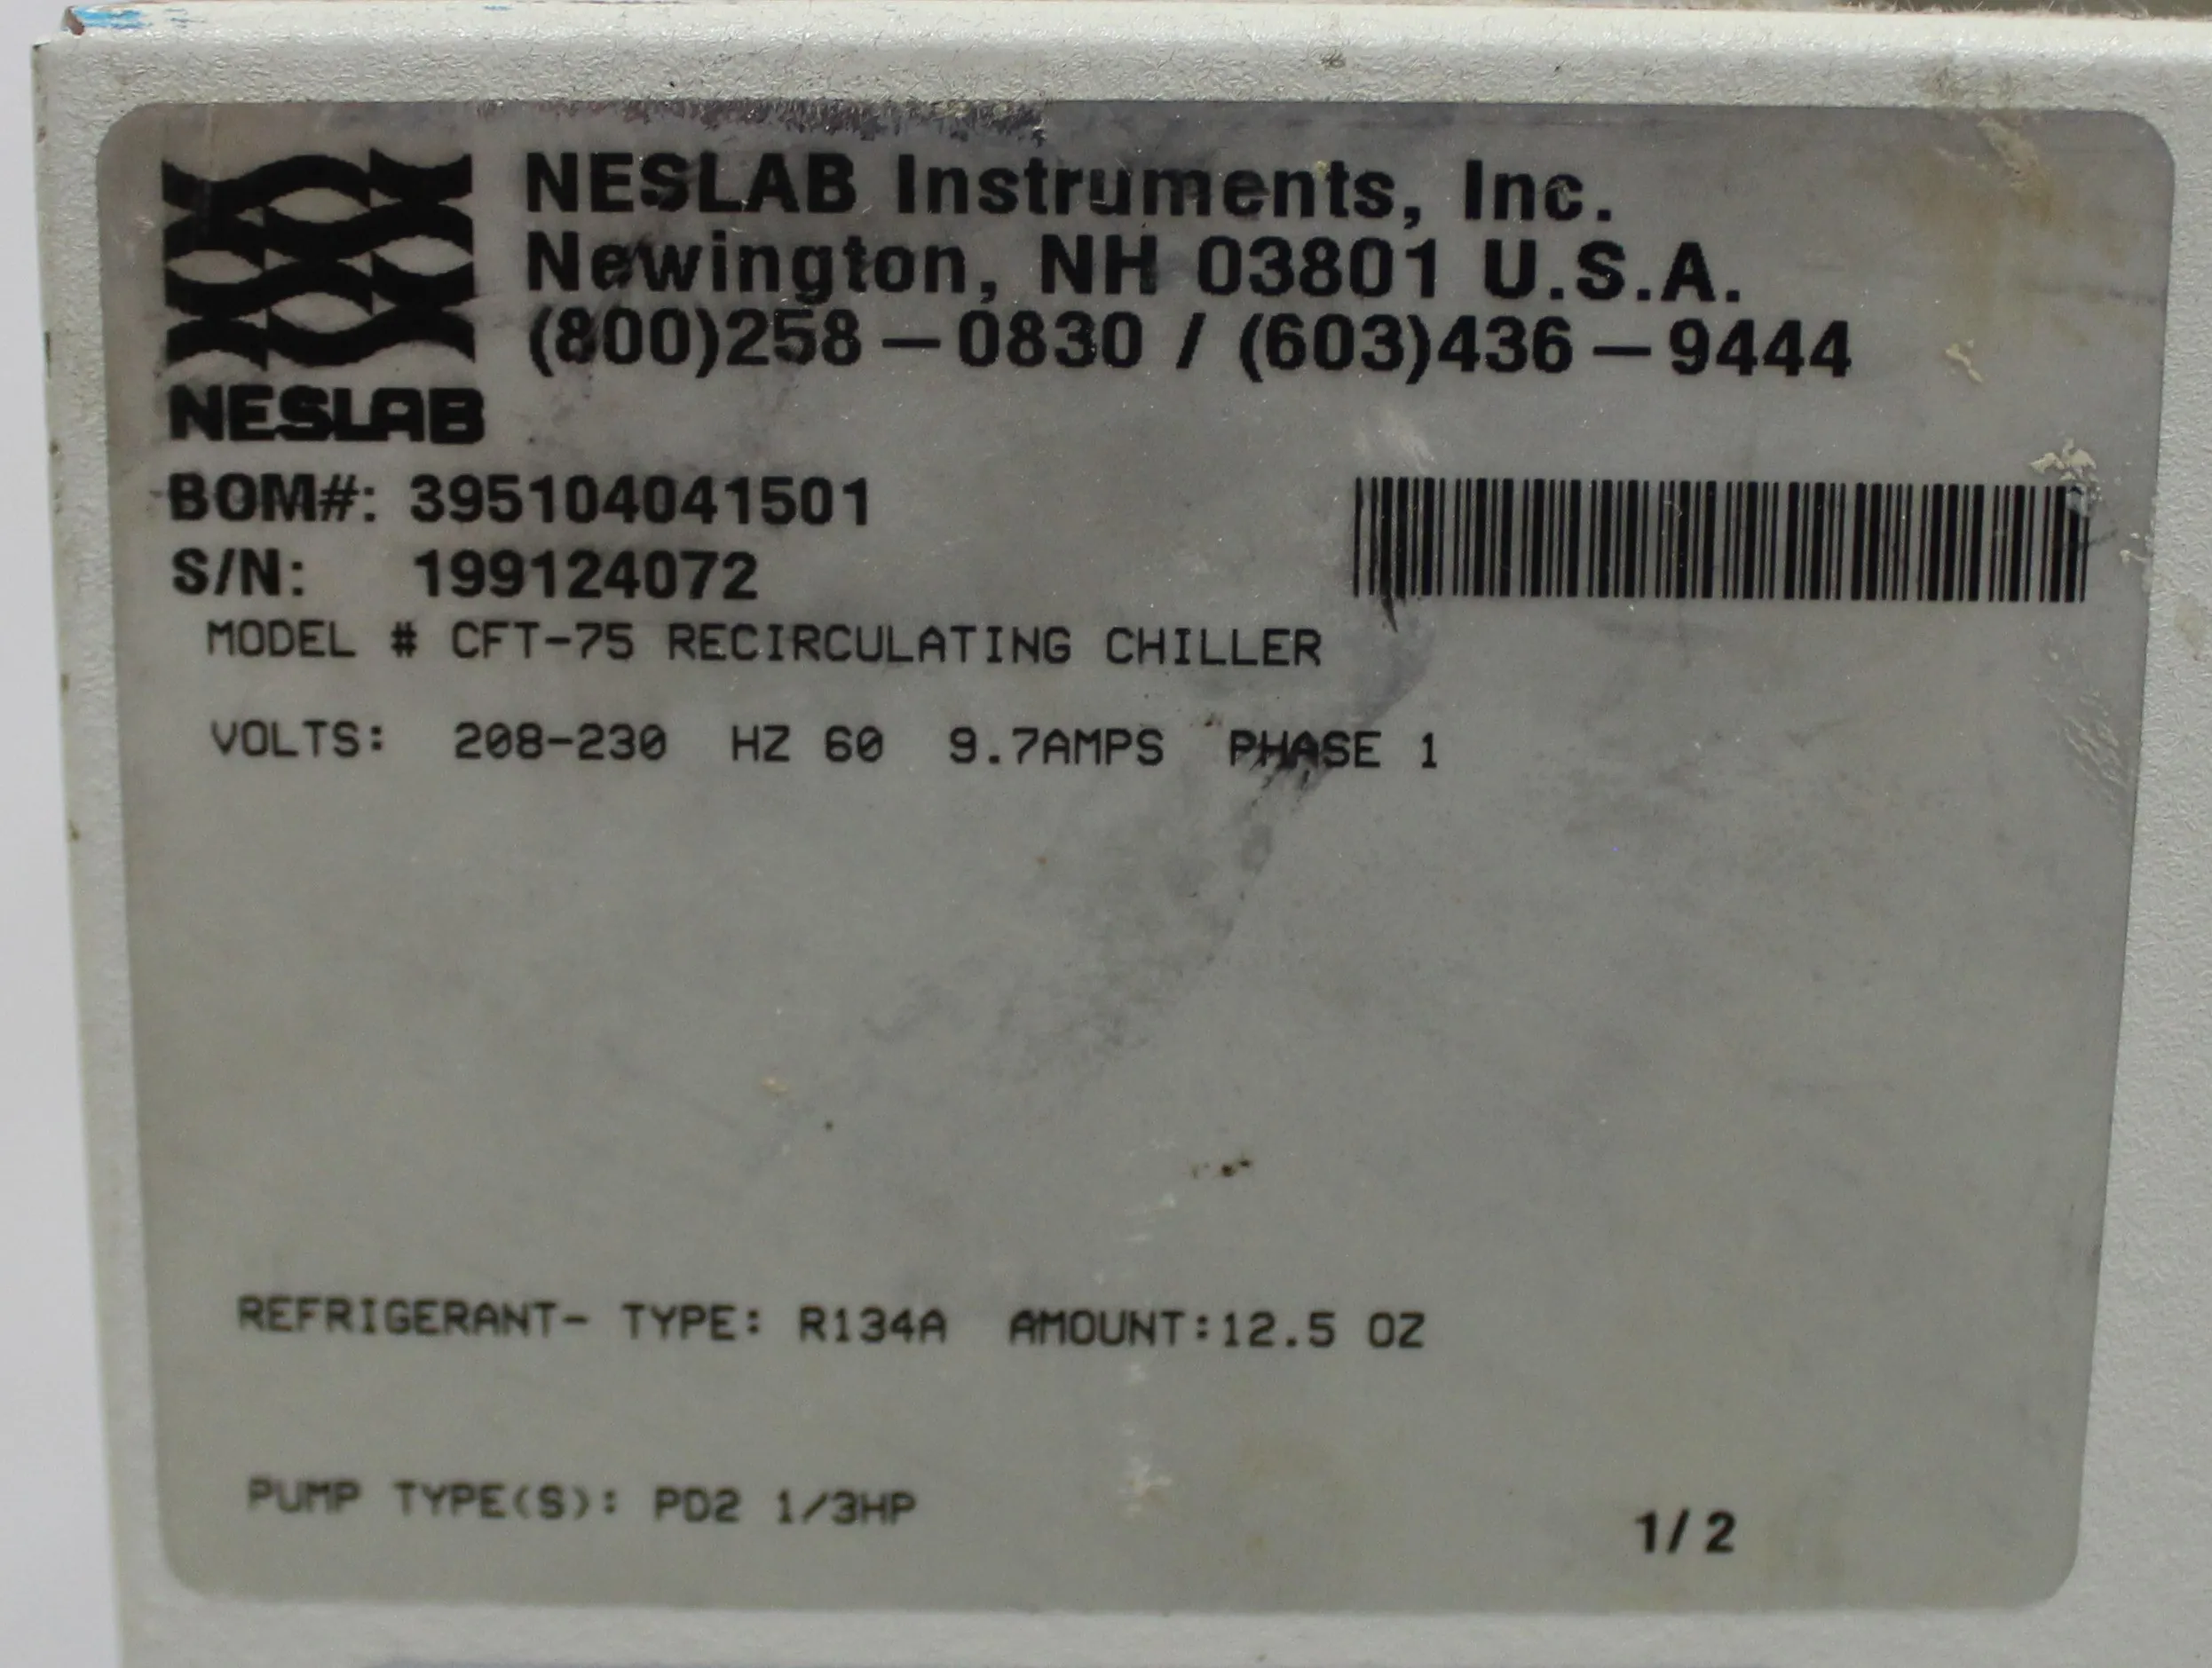 NESLAB Instruments, Inc.
Newington, NH 03801 U.S.A.
(800)258-0830 / (603)436-9444
NESLAB
BOM#: 395104041501
S/N: 199124072
MODEL # CFT-75 RECIRCULATING CHILLER
VOLTS: 208-230 HZ 60 9.7AMPS PHASE 1
REFRIGERANT- TYPE: R134A AMOUNT:12.5 OZ
PUMP TYPE(S): PD2 1/3HP
1/2